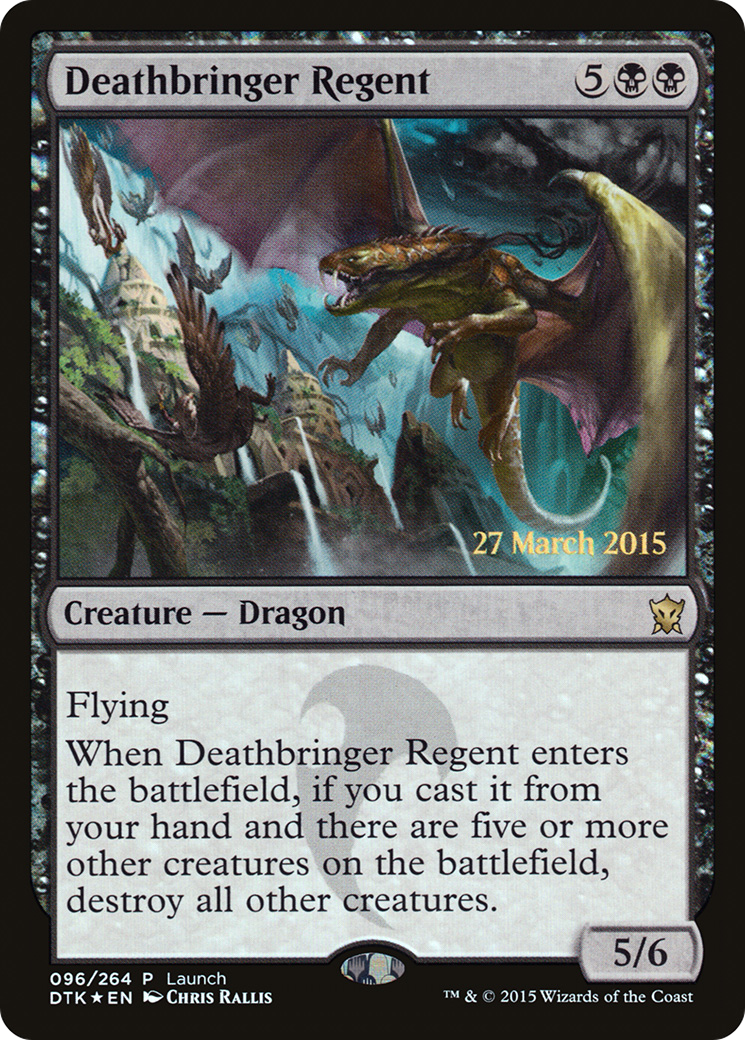 Deathbringer Regent 5
27 March 2015
Creature — Dragon
Flying
When Deathbringer Regent enters
the battlefield, if you cast it from
your hand and there are five or more
other creatures on the battlefield,
destroy all other creatures.
5/6
096/264 P Launch
DTK★EN Chris Rallis
™ & © 2015 Wizards of the Coast